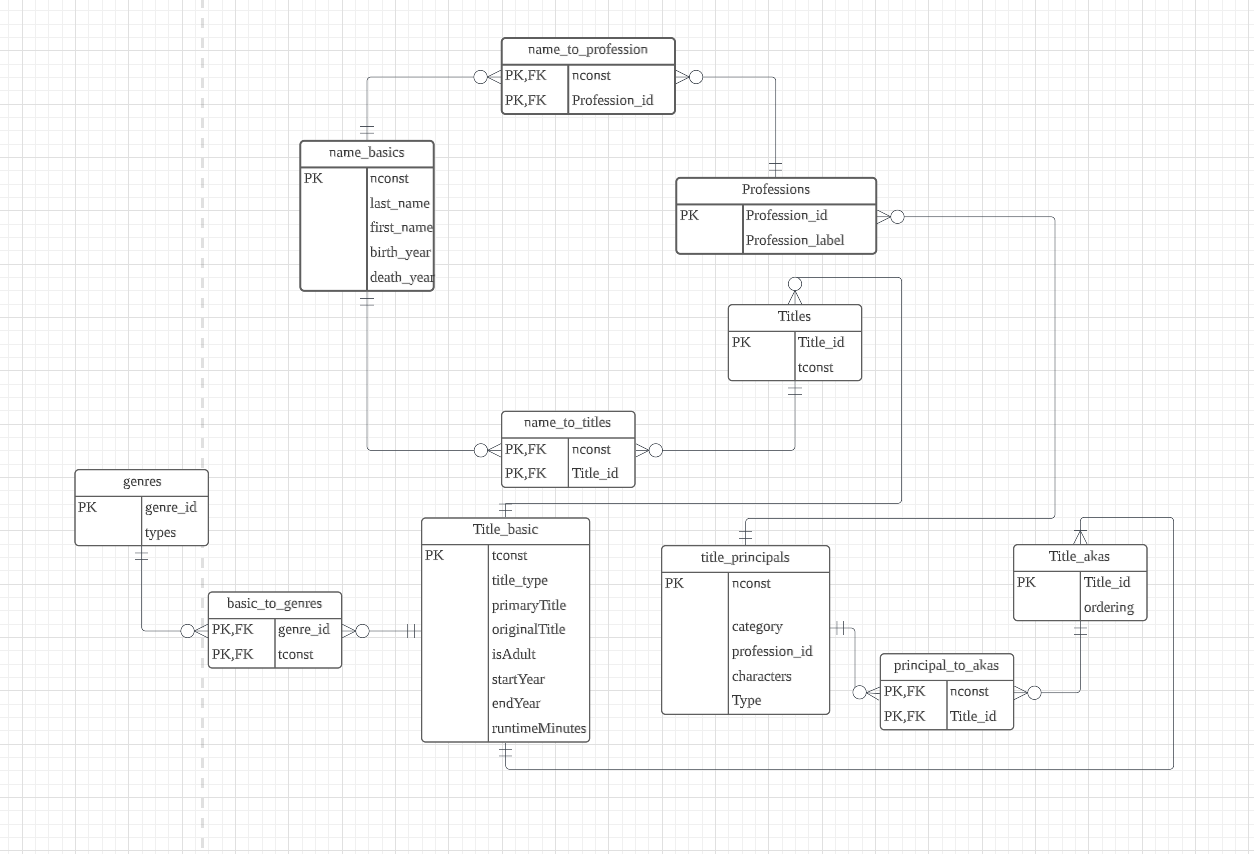 name_to_profession
PK,FK nconst
PK,FK Profession_id
name_basics
PK nconst
last_name
first_name
birth_year
death_year
Professions
PK Profession_id
Profession_label
Titles
PK Title_id
tconst
name_to_titles
PK,FK nconst
PK,FK Title_id
genres
PK genre_id
types
basic_to_genres
PK,FK genre_id
PK,FK tconst
Title_basic
PK tconst
title_type
primaryTitle
originalTitle
isAdult
startYear
endYear
runtimeMinutes
title_principals
PK nconst
category
profession_id
characters
Type
Title_akas
PK Title_id
ordering
principal_to_akas
PK,FK nconst
PK,FK Title_id